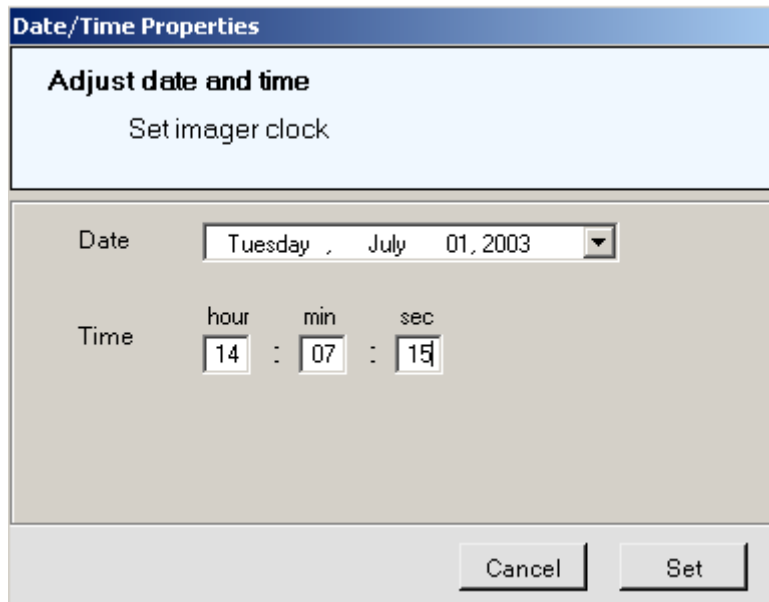 Date/Time Properties
Adjust date and time
Set imager clock
Date Tuesday , July 01, 2003
hour min sec
Time 14 : 07 : 15
Cancel Set